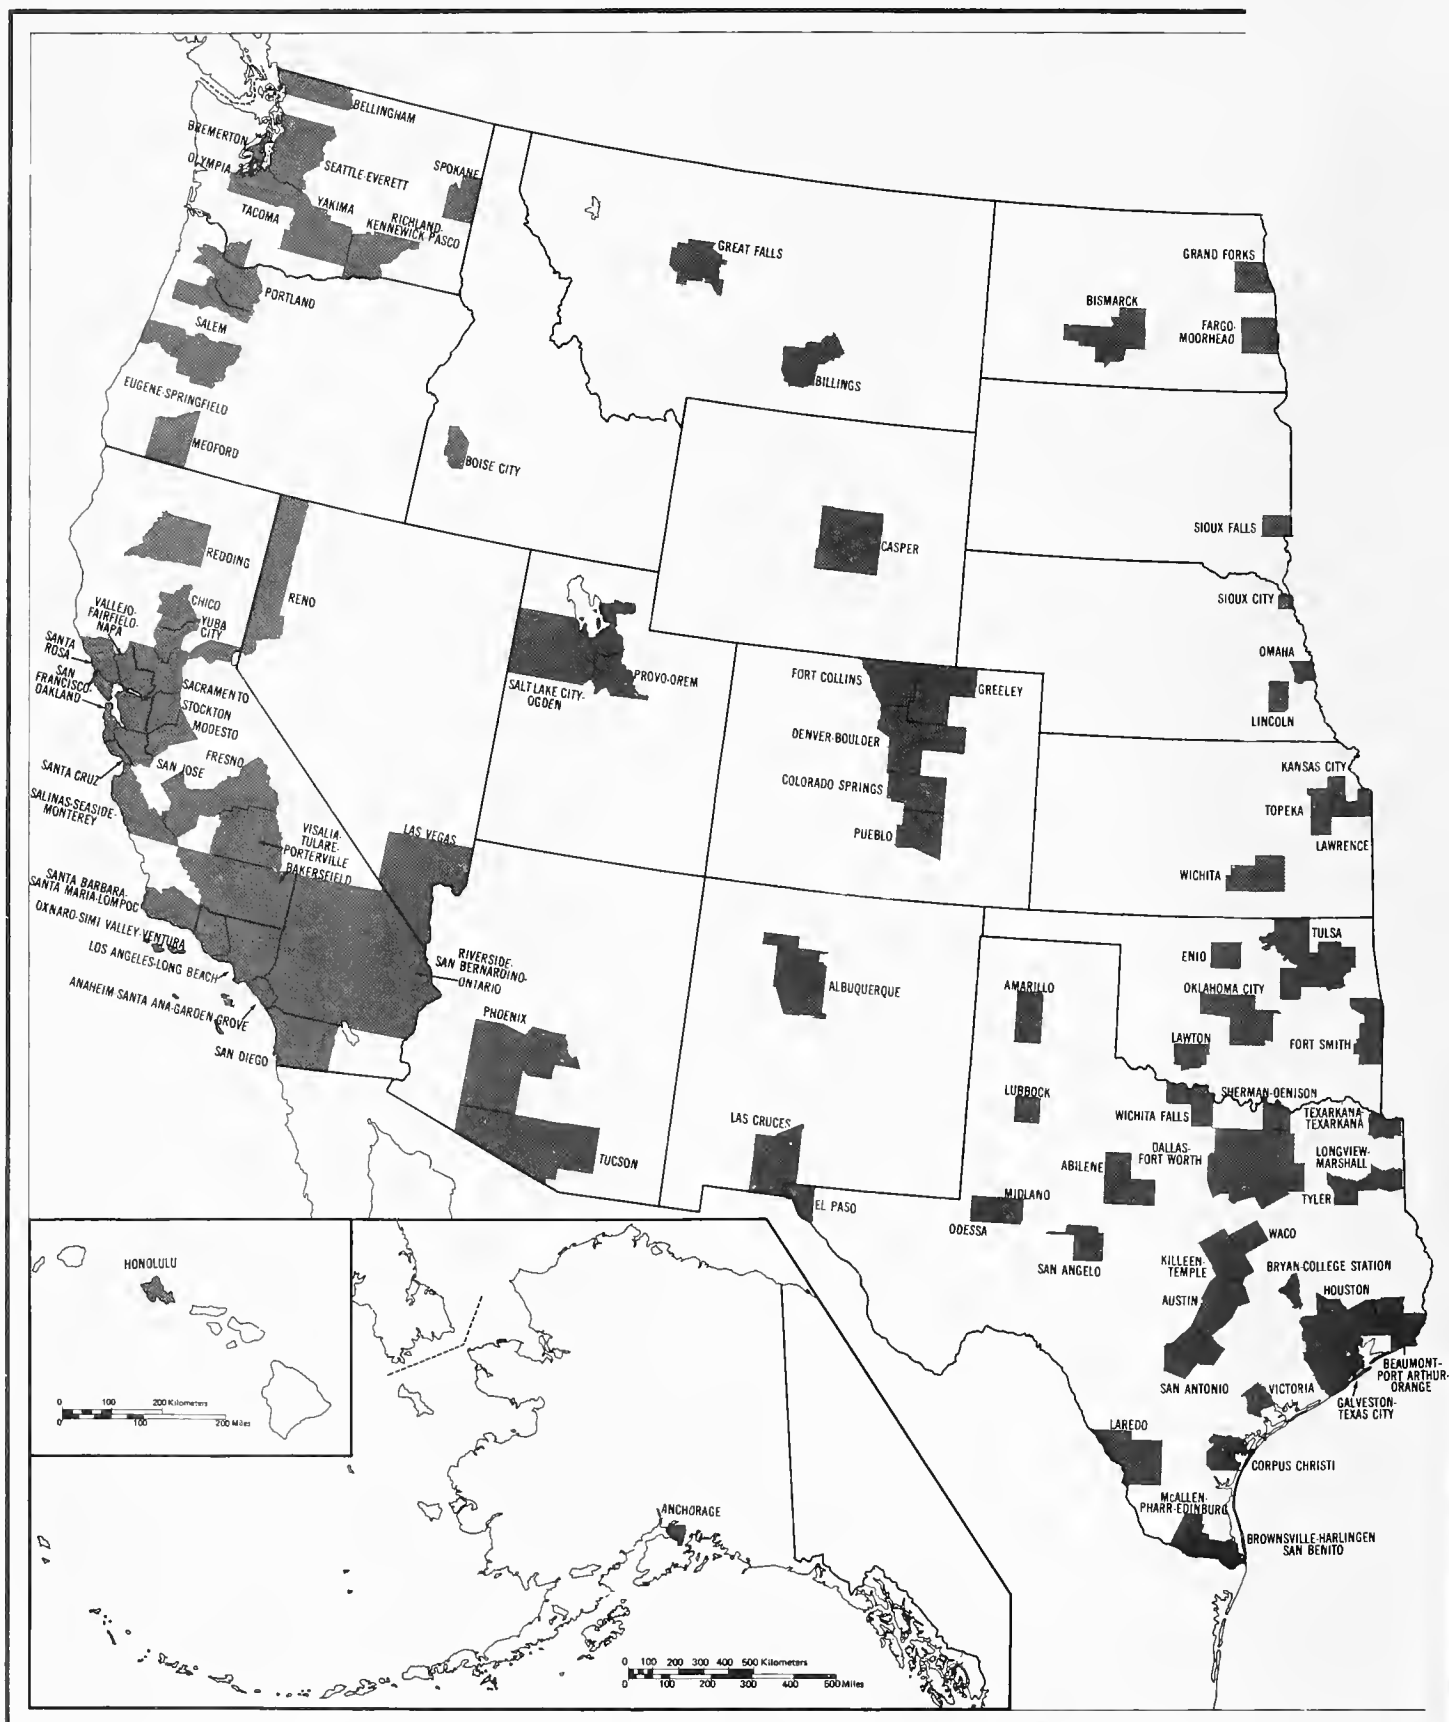 BELLINGHAM
BREMERTON
OLYMPIA
SEATTLE-EVERETT
SPOKANE
TACOMA
YAKIMA
RICHLAND-
KENNEWICK PASCO
PORTLAND
SALEM
EUGENE-SPRINGFIELD
MEDFORD
BOISE CITY
GREAT FALLS
BILLINGS
GRAND FORKS
BISMARCK
FARGO-
MOORHEAD
CASPER
SIOUX FALLS
SIOUX CITY
OMAHA
LINCOLN
REDDING
RENO
CHICO
YUBA
CITY
VALLEJO-
FAIRFIELD-
NAPA
SANTA
ROSA
SAN
FRANCISCO-
OAKLAND
SACRAMENTO
STOCKTON
MODESTO
FRESNO
SAN JOSE
SANTA CRUZ
SALINAS-SEASIDE-
MONTEREY
VISALIA-
TULARE-
PORTERVILLE
BAKERSFIELD
LAS VEGAS
SANTA BARBARA-
SANTA MARIA-LOMPOC
OXNARD-SIMI VALLEY-VENTURA
LOS ANGELES-LONG BEACH
ANAHEIM-SANTA ANA-GARDEN GROVE
SAN DIEGO
RIVERSIDE-
SAN BERNARDINO-
ONTARIO
PHOENIX
TUCSON
SALT LAKE CITY-
OGDEN
PROVO-OREM
FORT COLLINS
GREELEY
DENVER-BOULDER
COLORADO SPRINGS
PUEBLO
KANSAS CITY
TOPEKA
LAWRENCE
WICHITA
ALBUQUERQUE
LAS CRUCES
EL PASO
TULSA
ENID
OKLAHOMA CITY
LAWTON
FORT SMITH
AMARILLO
LUBBOCK
SHERMAN-DENISON
WICHITA FALLS
TEXARKANA-
TEXARKANA
DALLAS-
FORT WORTH
LONGVIEW-
MARSHALL
TYLER
ABILENE
MIDLAND
ODESSA
SAN ANGELO
WACO
KILLEEN-
TEMPLE
BRYAN-COLLEGE STATION
AUSTIN
HOUSTON
SAN ANTONIO
BEAUMONT-
PORT ARTHUR-
ORANGE
GALVESTON-
TEXAS CITY
VICTORIA
LAREDO
CORPUS CHRISTI
McALLEN-
PHARR-EDINBURG
BROWNSVILLE-HARLINGEN
SAN BENITO
HONOLULU
0 100 200 Kilometers
0 100 200 Miles
ANCHORAGE
0 100 200 300 400 500 Kilometers
0 100 200 300 400 500 Miles